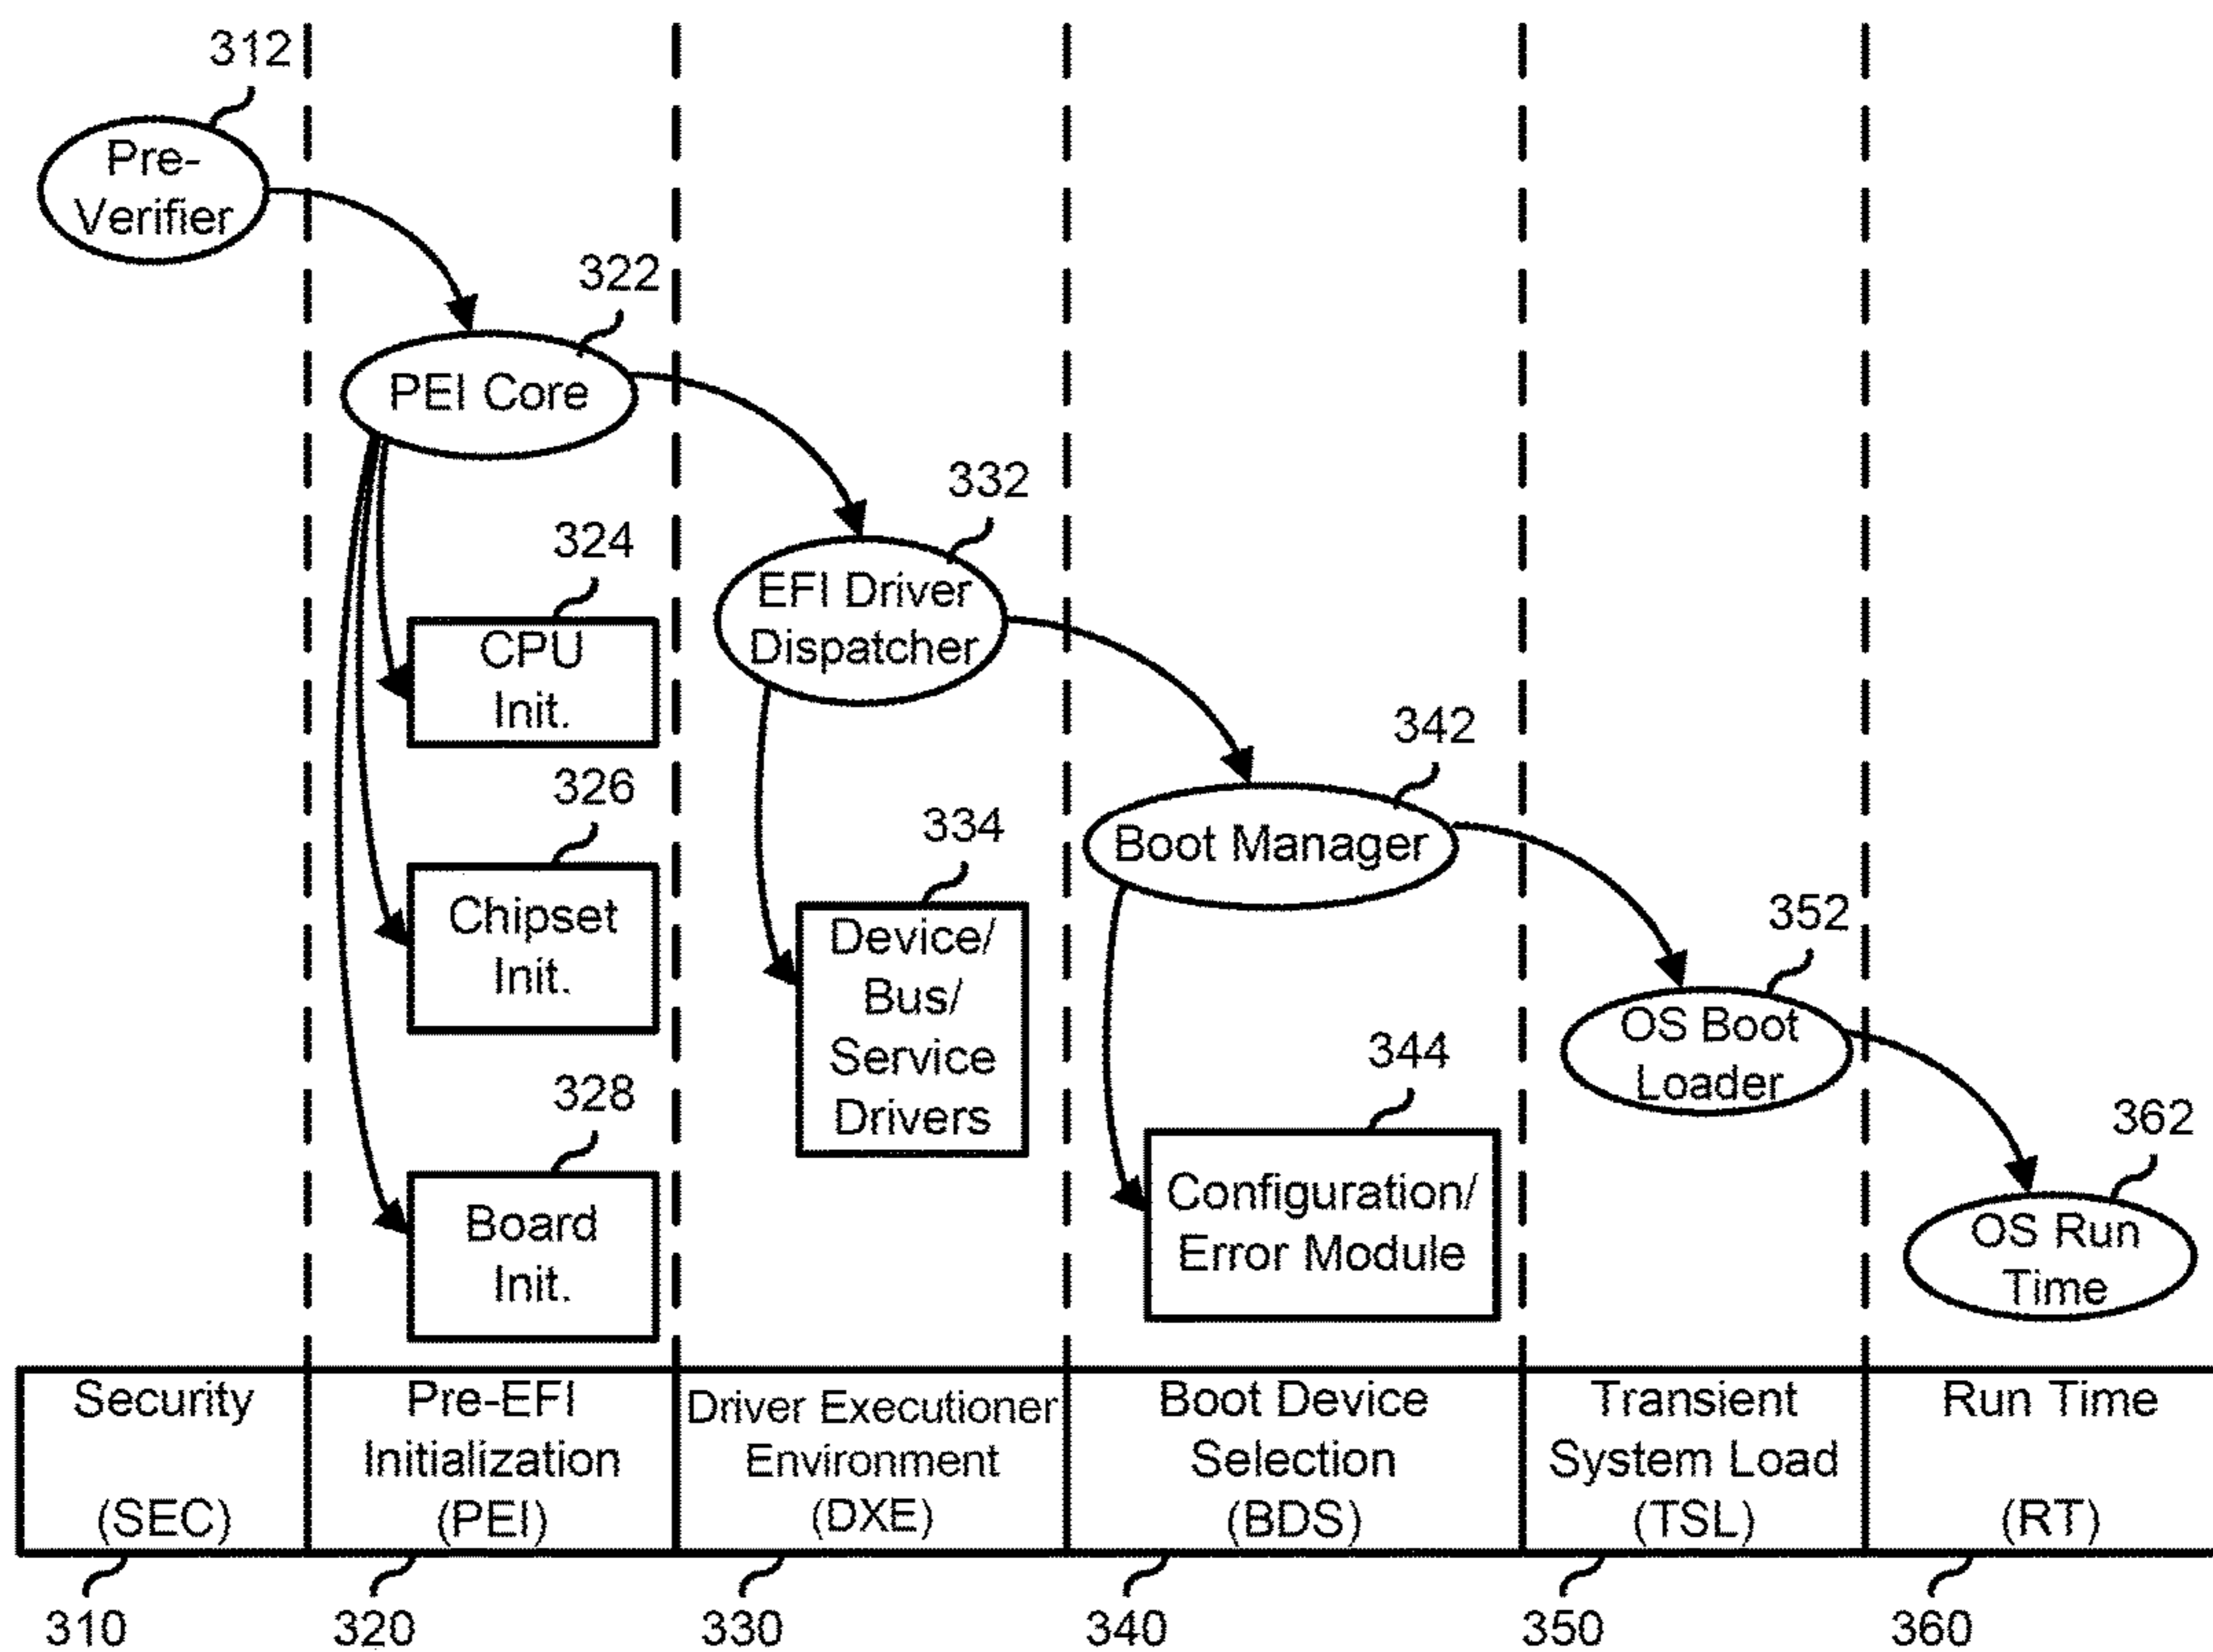 312
Pre-
Verifier
322
PEI Core
332
EFI Driver
Dispatcher
324
CPU
Init.
342
Boot Manager
326
Chipset
Init.
334
Device/
Bus/
Service
Drivers
352
OS Boot
Loader
344
Configuration/
Error Module
328
Board
Init.
362
OS Run
Time
Security
(SEC)
Pre-EFI
Initialization
(PEI)
Driver Executioner
Environment
(DXE)
Boot Device
Selection
(BDS)
Transient
System Load
(TSL)
Run Time
(RT)
310
320
330
340
350
360